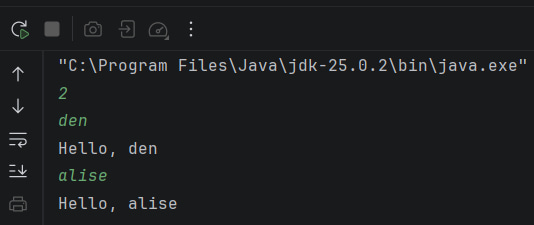 "C:\Program Files\Java\jdk-25.0.2\bin\java.exe"
2
den
Hello, den
alise
Hello, alise